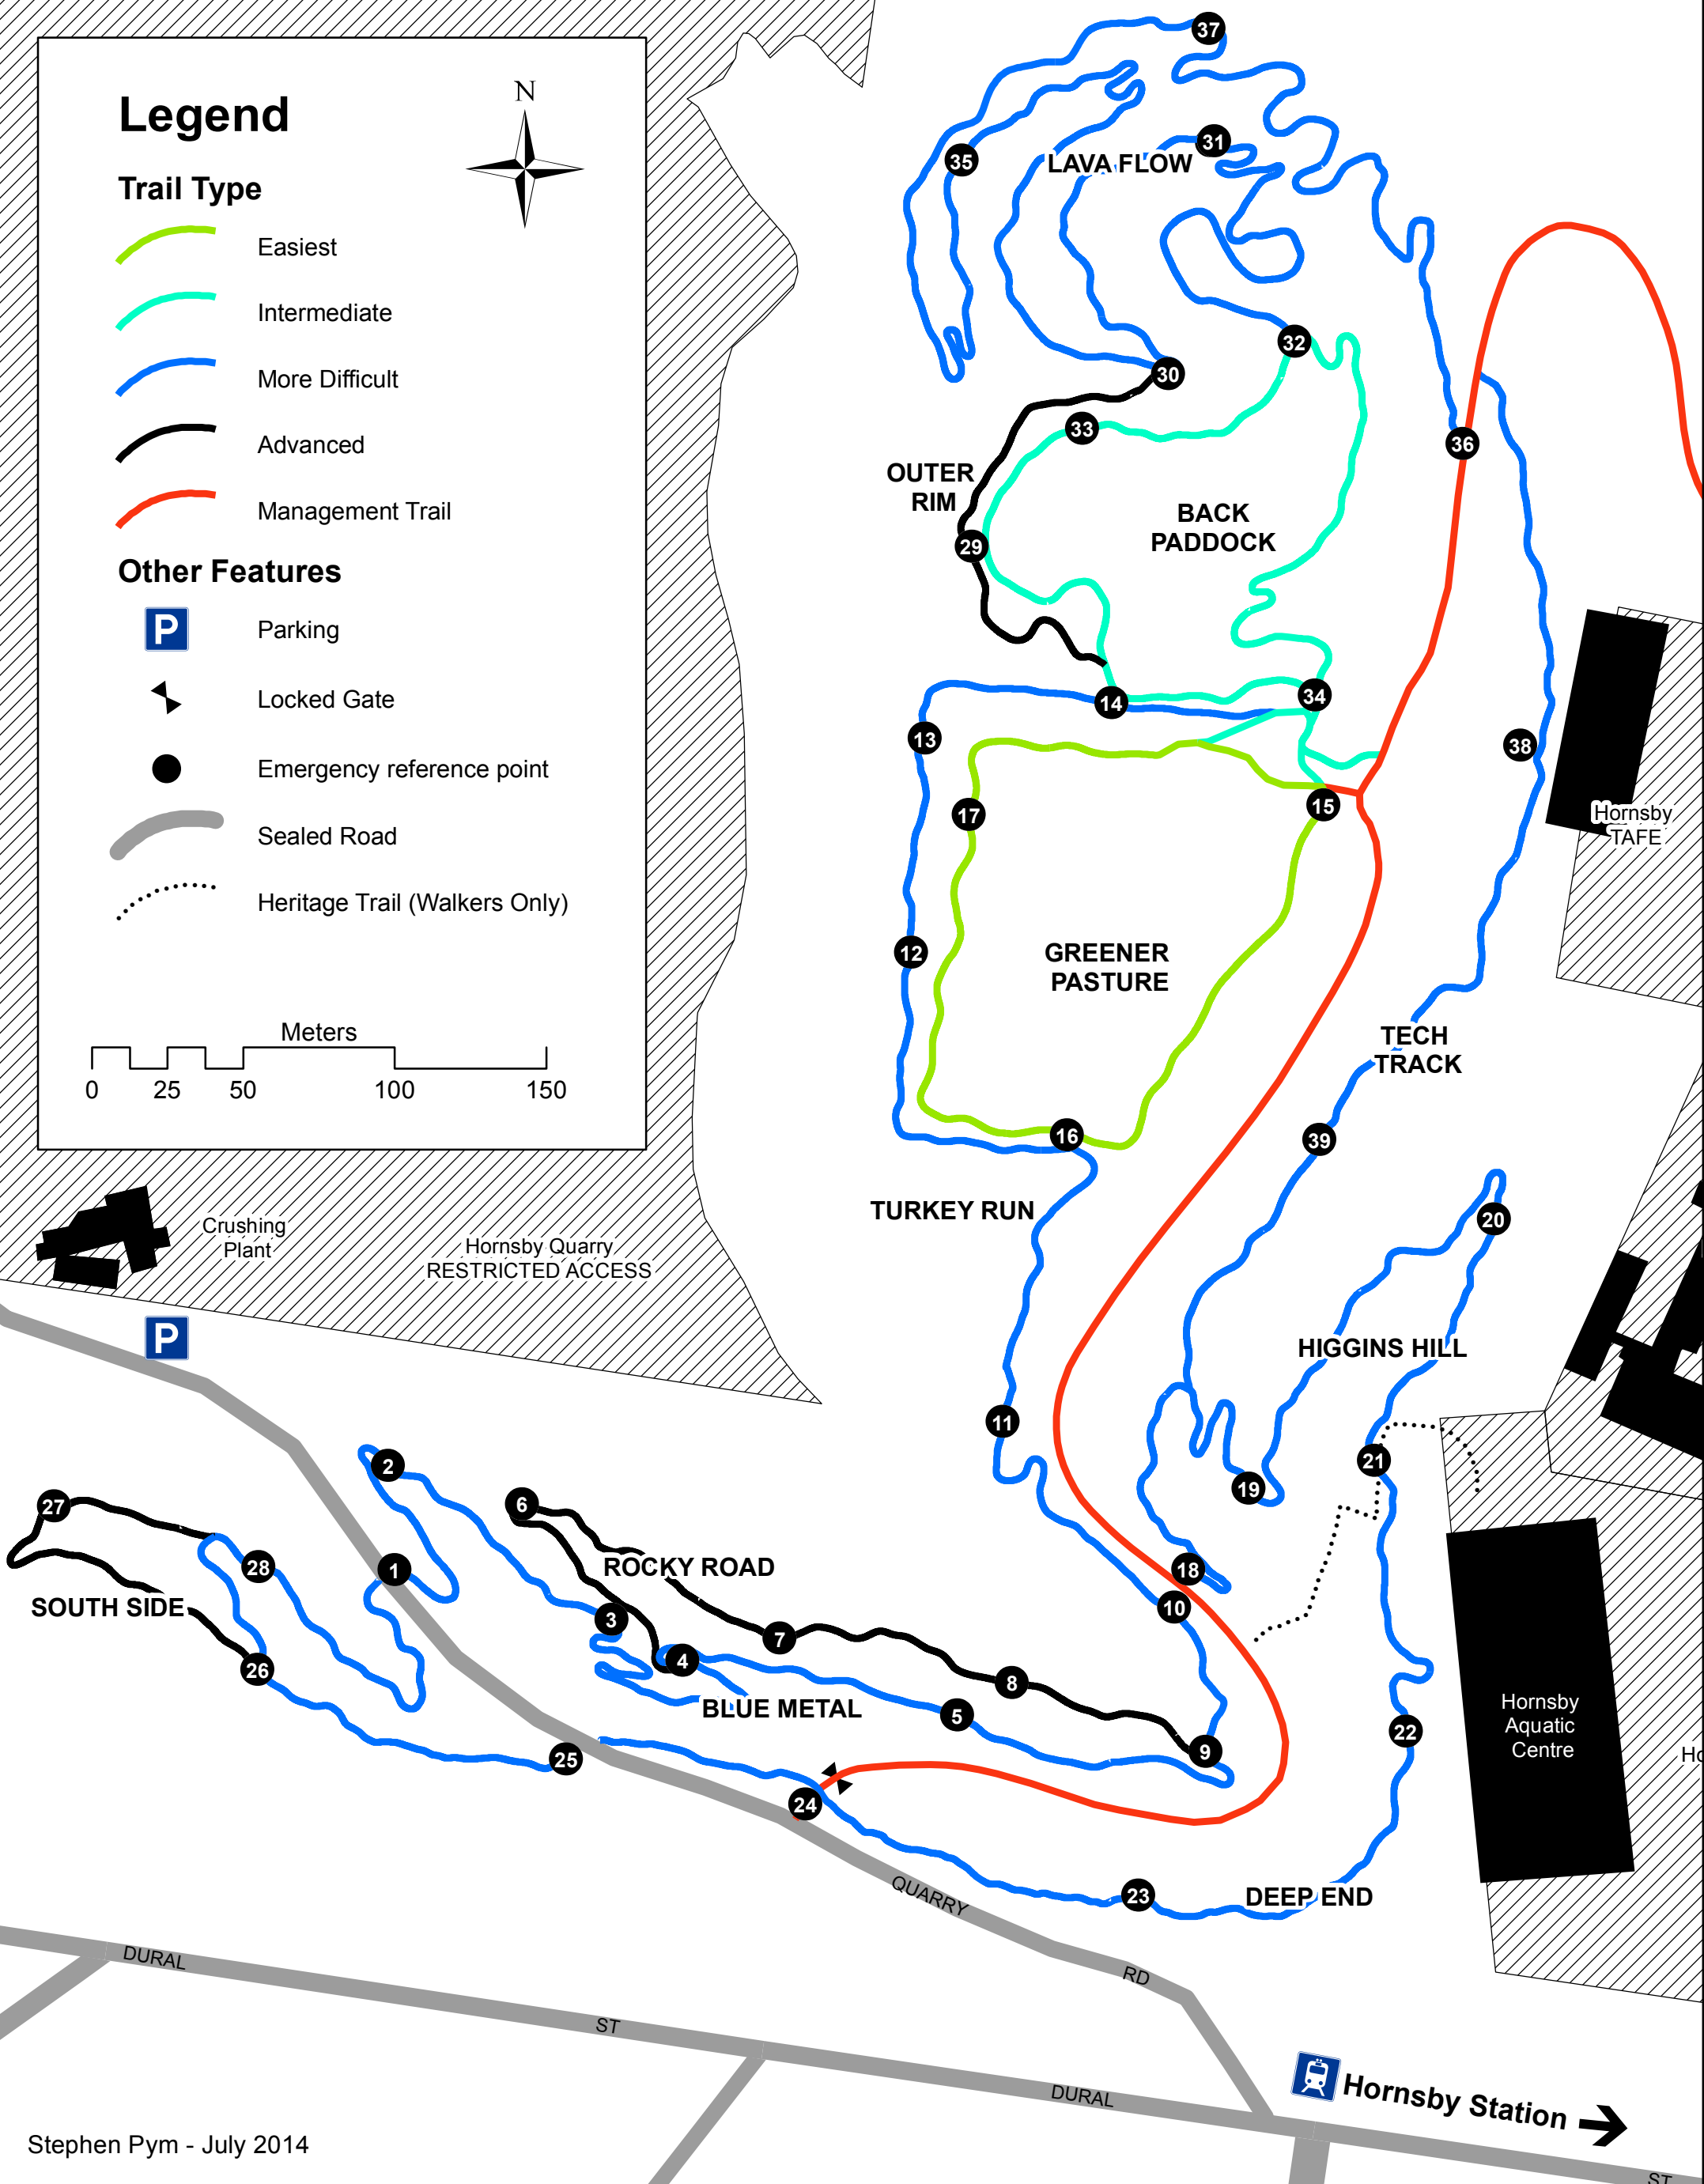 N
Legend
Trail Type
Easiest
Intermediate
More Difficult
Advanced
Management Trail
Other Features
P
Parking
Locked Gate
Emergency reference point
Sealed Road
Heritage Trail (Walkers Only)
Meters
0 25 50 100 150
37
31
LAVA FLOW
35
32
30
33
36
OUTER
RIM
29
BACK
PADDOCK
34
14
13
38
15
17
Hornsby
TAFE
12
GREENER
PASTURE
TECH
TRACK
16
39
TURKEY RUN
20
Crushing
Plant
Hornsby Quarry
RESTRICTED ACCESS
P
HIGGINS HILL
11
21
2
19
27
6
28
1
ROCKY ROAD
18
SOUTH SIDE
10
3
7
4
26
8
BLUE METAL
5
Hornsby
Aquatic
Centre
22
9
25
Ho
24
23
DEEP END
QUARRY
RD
DURAL
ST
DURAL
Hornsby Station
ST
Stephen Pym - July 2014